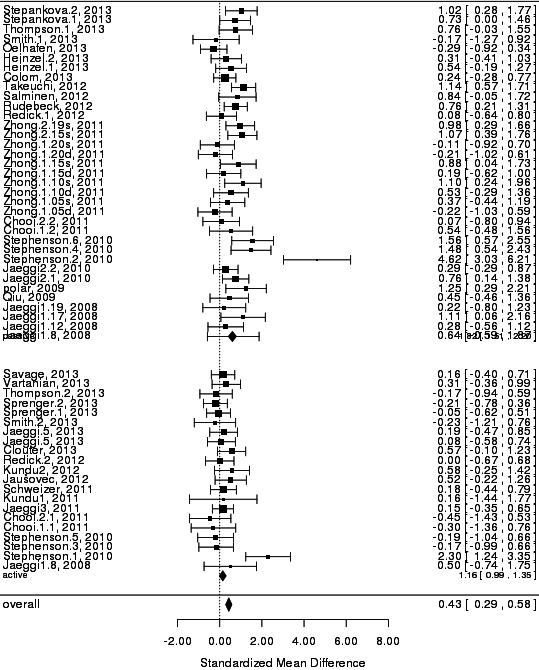 Stepankova.2, 2013 1.02 [ 0.28 , 1.77 ]
Stepankova.1, 2013 0.73 [ 0.00 , 1.46 ]
Thompson.1, 2013 0.76 [ -0.03 , 1.55 ]
Smith.1, 2013 -0.17 [ -1.27 , 0.92 ]
Oelhafen, 2013 -0.29 [ -0.92 , 0.34 ]
Heinzel.2, 2013 0.31 [ -0.41 , 1.03 ]
Heinzel.1, 2013 0.54 [ -0.19 , 1.27 ]
Colom, 2013 0.24 [ -0.28 , 0.77 ]
Takeuchi, 2012 1.14 [ 0.57 , 1.71 ]
Salminen, 2012 0.84 [ -0.05 , 1.72 ]
Rudebeck, 2012 0.76 [ 0.21 , 1.31 ]
Redick.1, 2012 0.08 [ -0.64 , 0.80 ]
Zhong.2.19s, 2011 0.98 [ 0.29 , 1.66 ]
Zhong.2.15s, 2011 1.07 [ 0.39 , 1.76 ]
Zhong.1.20s, 2011 -0.11 [ -0.92 , 0.70 ]
Zhong.1.20d, 2011 -0.21 [ -1.02 , 0.61 ]
Zhong.1.15s, 2011 0.88 [ 0.04 , 1.73 ]
Zhong.1.15d, 2011 0.19 [ -0.62 , 1.00 ]
Zhong.1.10s, 2011 1.10 [ 0.24 , 1.96 ]
Zhong.1.10d, 2011 0.53 [ -0.29 , 1.36 ]
Zhong.1.05s, 2011 0.37 [ -0.44 , 1.19 ]
Zhong.1.05d, 2011 -0.22 [ -1.03 , 0.59 ]
Chooi.2.2, 2011 0.07 [ -0.80 , 0.94 ]
Chooi.1.2, 2011 0.54 [ -0.48 , 1.56 ]
Stephenson.6, 2010 1.56 [ 0.57 , 2.55 ]
Stephenson.4, 2010 1.48 [ 0.54 , 2.43 ]
Stephenson.2, 2010 4.62 [ 3.03 , 6.21 ]
Jaeggi2.2, 2010 0.29 [ -0.29 , 0.87 ]
Jaeggi2.1, 2010 0.76 [ 0.14 , 1.38 ]
polar, 2009 1.25 [ 0.29 , 2.21 ]
Qiu, 2009 0.45 [ -0.46 , 1.36 ]
Jaeggi1.19, 2008 0.22 [ -0.80 , 1.23 ]
Jaeggi1.17, 2008 1.11 [ 0.06 , 2.16 ]
Jaeggi1.12, 2008 0.28 [ -0.56 , 1.12 ]
Jaeggi1.8, 2008 0.64
Savage, 2013 0.16 [ -0.40 , 0.71 ]
Vartanian, 2013 0.31 [ -0.36 , 0.99 ]
Thompson.2, 2013 -0.17 [ -0.94 , 0.59 ]
Sprenger.2, 2013 -0.21 [ -0.78 , 0.36 ]
Sprenger.1, 2013 -0.05 [ -0.62 , 0.51 ]
Smith.2, 2013 -0.23 [ -1.21 , 0.76 ]
Jaeggi.5, 2013 0.19 [ -0.47 , 0.85 ]
Jaeggi.5, 2013 0.08 [ -0.58 , 0.74 ]
Clouter, 2013 0.57 [ -0.10 , 1.23 ]
Redick.2, 2012 0.00 [ -0.67 , 0.68 ]
Kundu2, 2012 0.58 [ -0.25 , 1.42 ]
Jausovec, 2012 0.52 [ -0.22 , 1.26 ]
Schweizer, 2011 0.18 [ -0.44 , 0.79 ]
Kundu1, 2011 0.16 [ -1.44 , 1.77 ]
Jaeggi3, 2011 0.15 [ -0.35 , 0.65 ]
Chooi.2.1, 2011 -0.45 [ -1.43 , 0.53 ]
Chooi.1.1, 2011 -0.30 [ -1.36 , 0.76 ]
Stephenson.5, 2010 -0.19 [ -1.04 , 0.66 ]
Stephenson.3, 2010 -0.17 [ -0.99 , 0.66 ]
Stephenson.1, 2010 2.30 [ 1.24 , 3.35 ]
Jaeggi1.8, 2008 0.50 [ -0.74 , 1.75 ]
active 1.16 [ 0.99 , 1.35 ]
overall 0.43 [ 0.29 , 0.58 ]
-2.00 0.00 2.00 4.00 6.00 8.00
Standardized Mean Difference